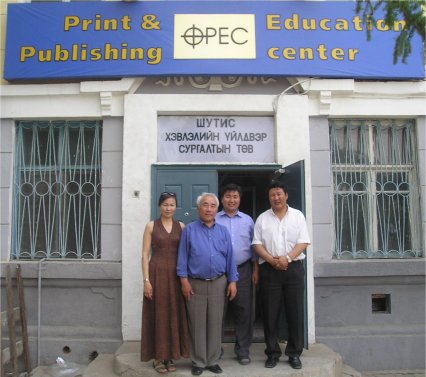 Print & Education
Publishing center
ФРЕС
ШУТИС
ХЭВЛЭЛИЙН ҮЙЛДВЭР
СУРГАЛТЫН ТӨВ